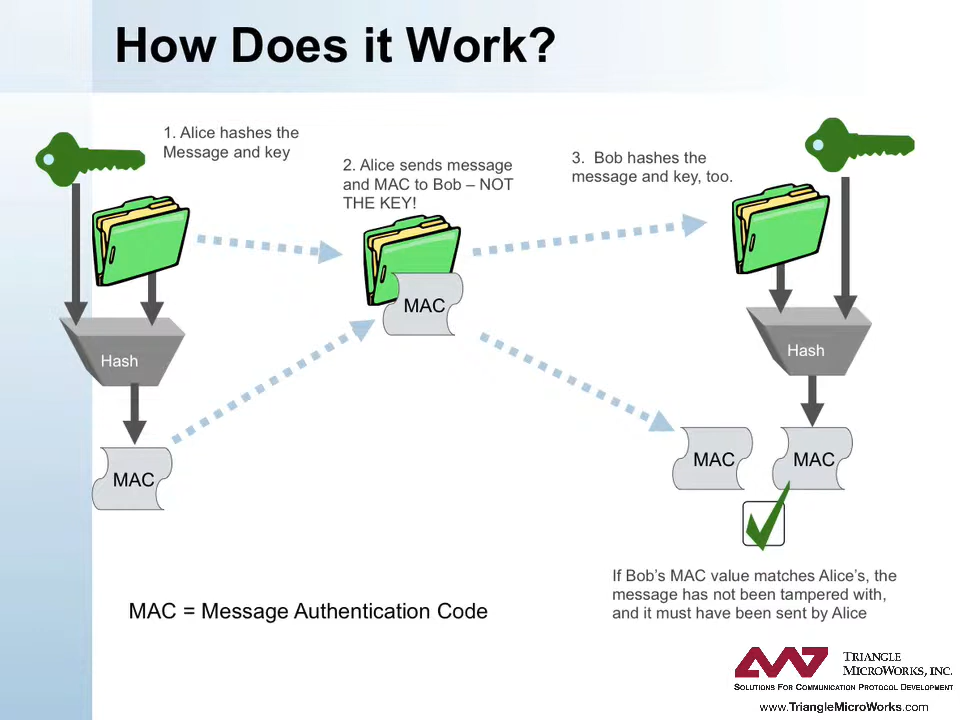 How Does it Work?
1. Alice hashes the
Message and key
2. Alice sends message
and MAC to Bob – NOT
THE KEY!
3.  Bob hashes the
message and key, too.
MAC
Hash
Hash
MAC
MAC
MAC
If Bob's MAC value matches Alice's, the
message has not been tampered with,
and it must have been sent by Alice
MAC = Message Authentication Code
TRIANGLE
MICROWORKS, INC.
SOLUTIONS FOR COMMUNICATION PROTOCOL DEVELOPMENT
www.TriangleMicroWorks.com